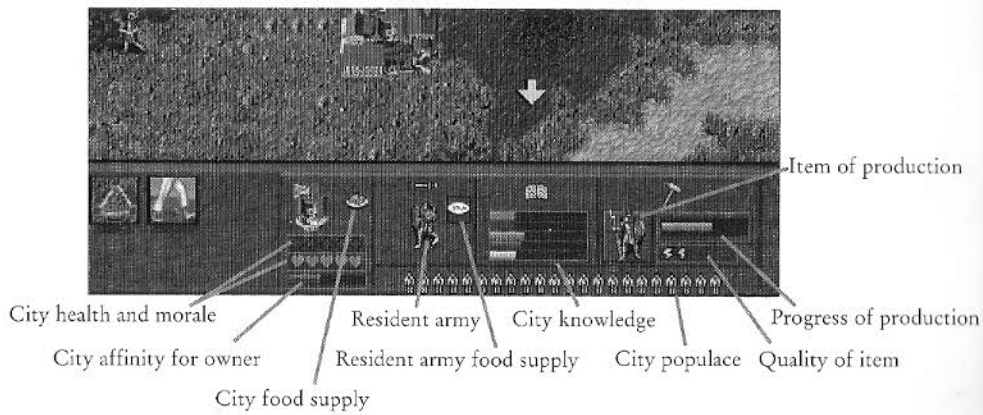 Item of production
City health and morale
Resident army
City knowledge
Progress of production
City affinity for owner
Resident army food supply
City populace
Quality of item
City food supply